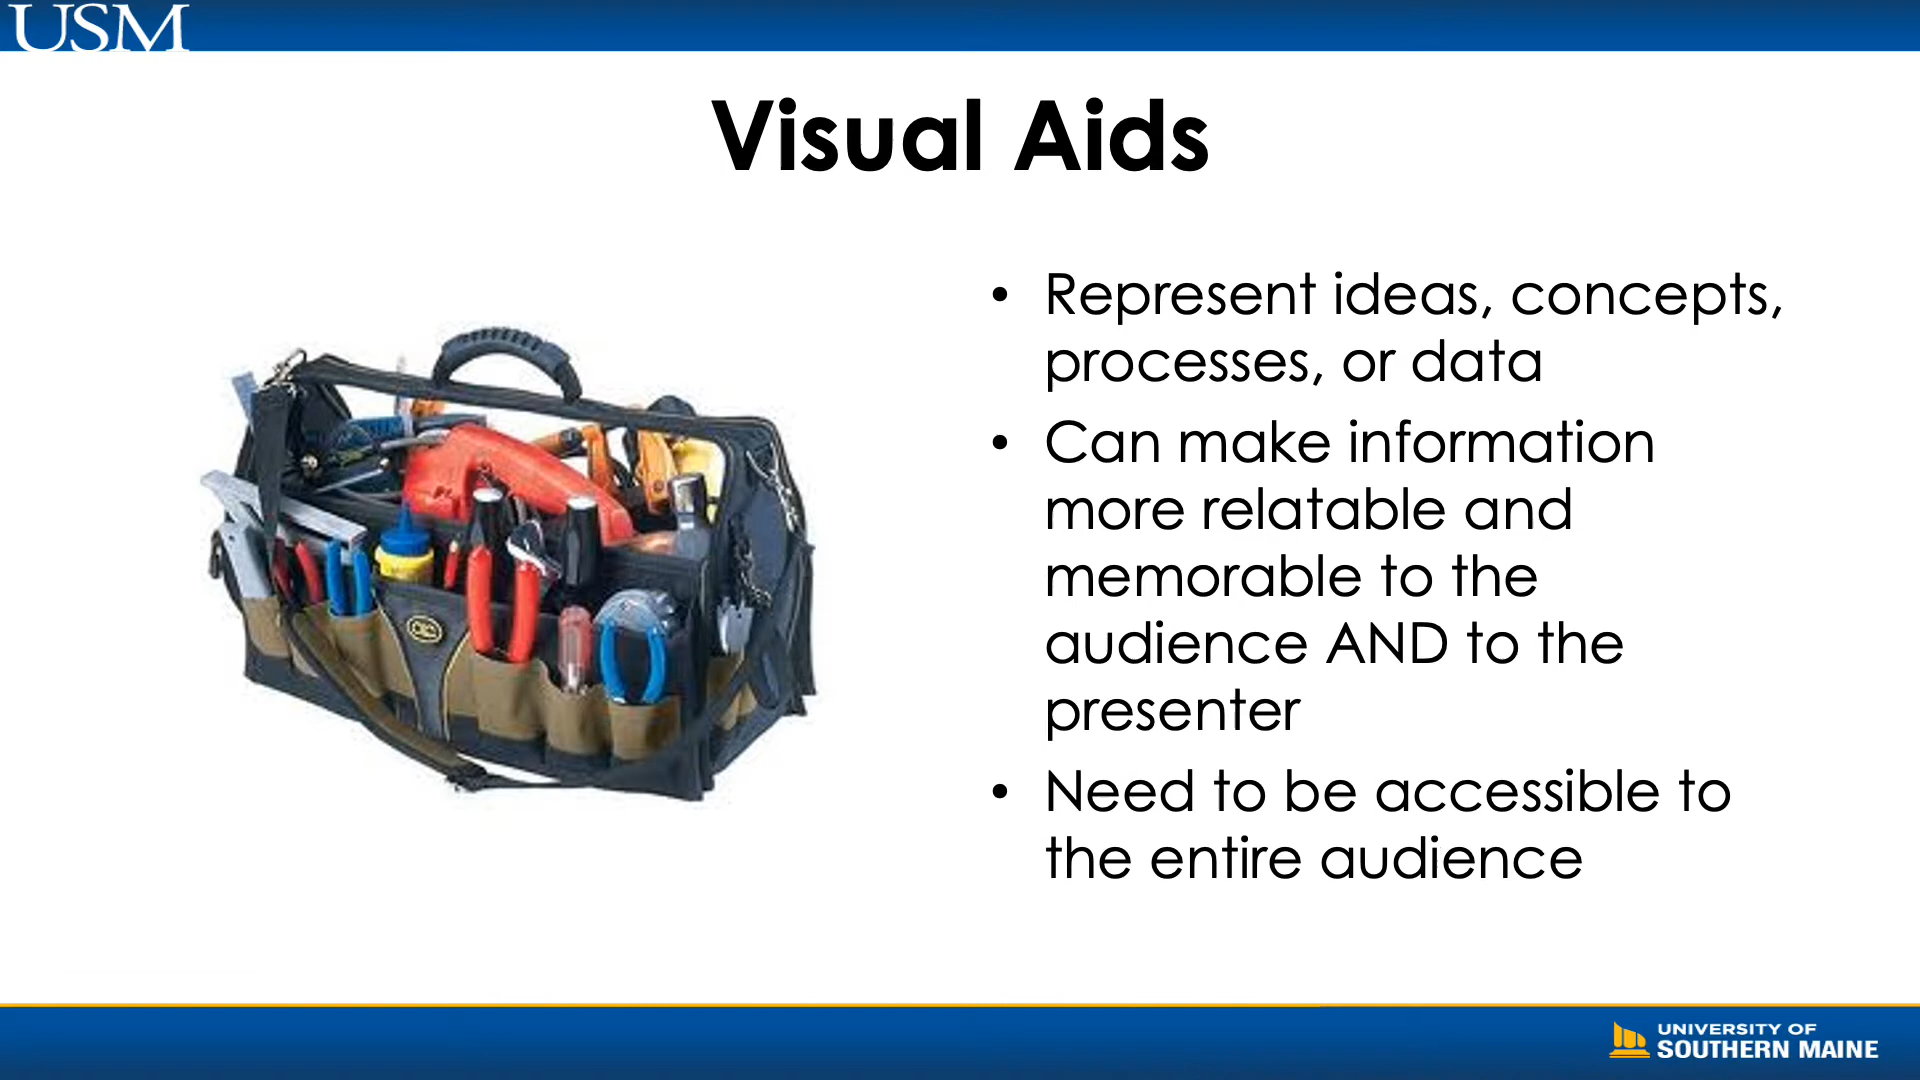 USM
Visual Aids
• Represent ideas, concepts,
processes, or data
• Can make information
more relatable and
memorable to the
audience AND to the
presenter
• Need to be accessible to
the entire audience
UNIVERSITY OF
SOUTHERN MAINE